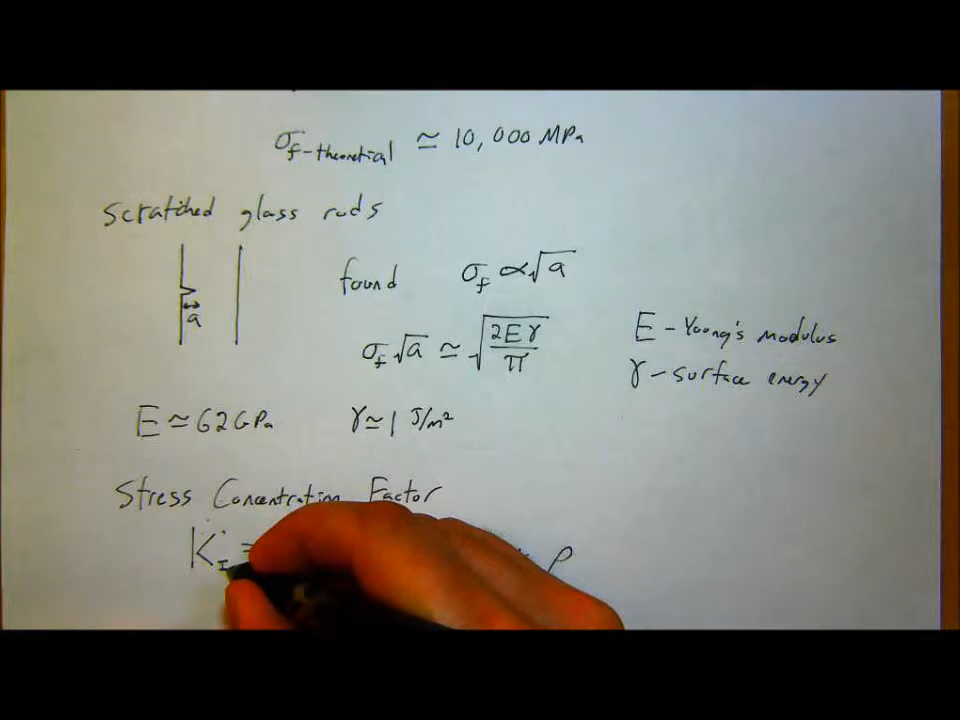 σf-theoretical ≃ 10,000 MPa
scratched glass rods
found σf ∝ √a
a
σf √a ≃ √(2Eγ/π)
E – Young's modulus
γ – surface energy
E ≃ 62 GPa γ ≃ 1 J/m²
Stress Concentration Factor
K_I = ρ